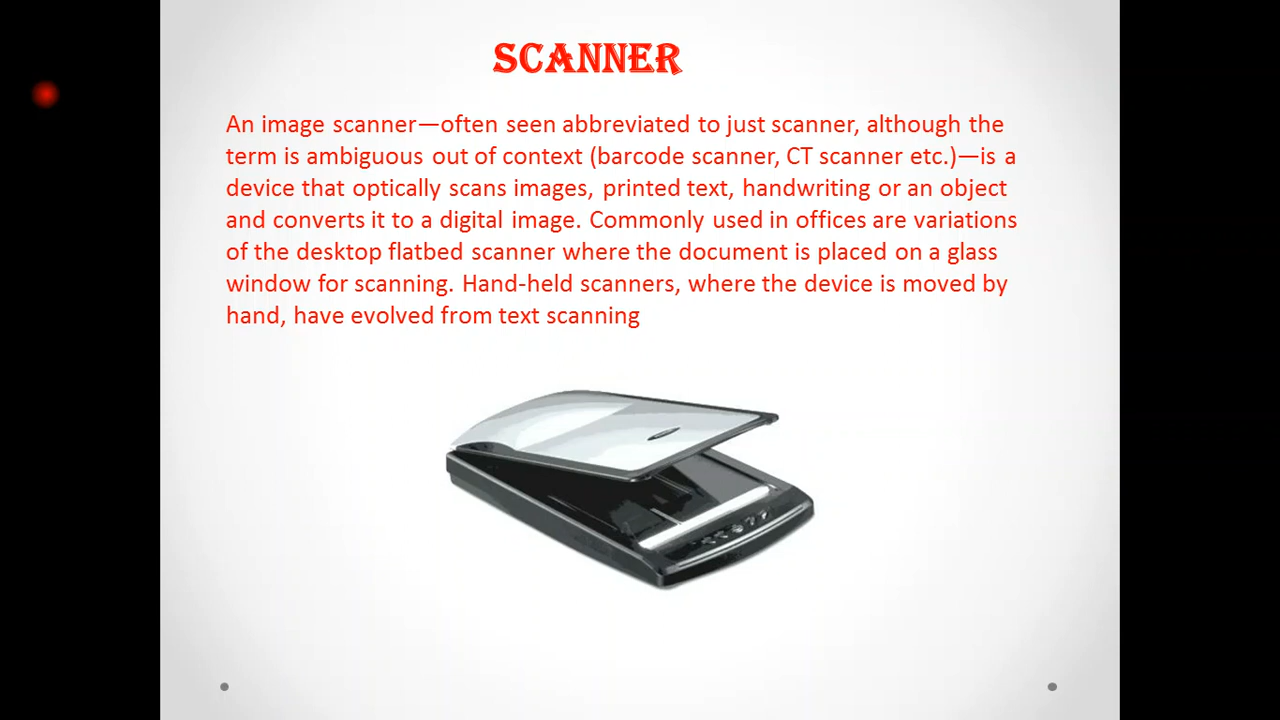 SCANNER
An image scanner—often seen abbreviated to just scanner, although the
term is ambiguous out of context (barcode scanner, CT scanner etc.)—is a
device that optically scans images, printed text, handwriting or an object
and converts it to a digital image. Commonly used in offices are variations
of the desktop flatbed scanner where the document is placed on a glass
window for scanning. Hand-held scanners, where the device is moved by
hand, have evolved from text scanning